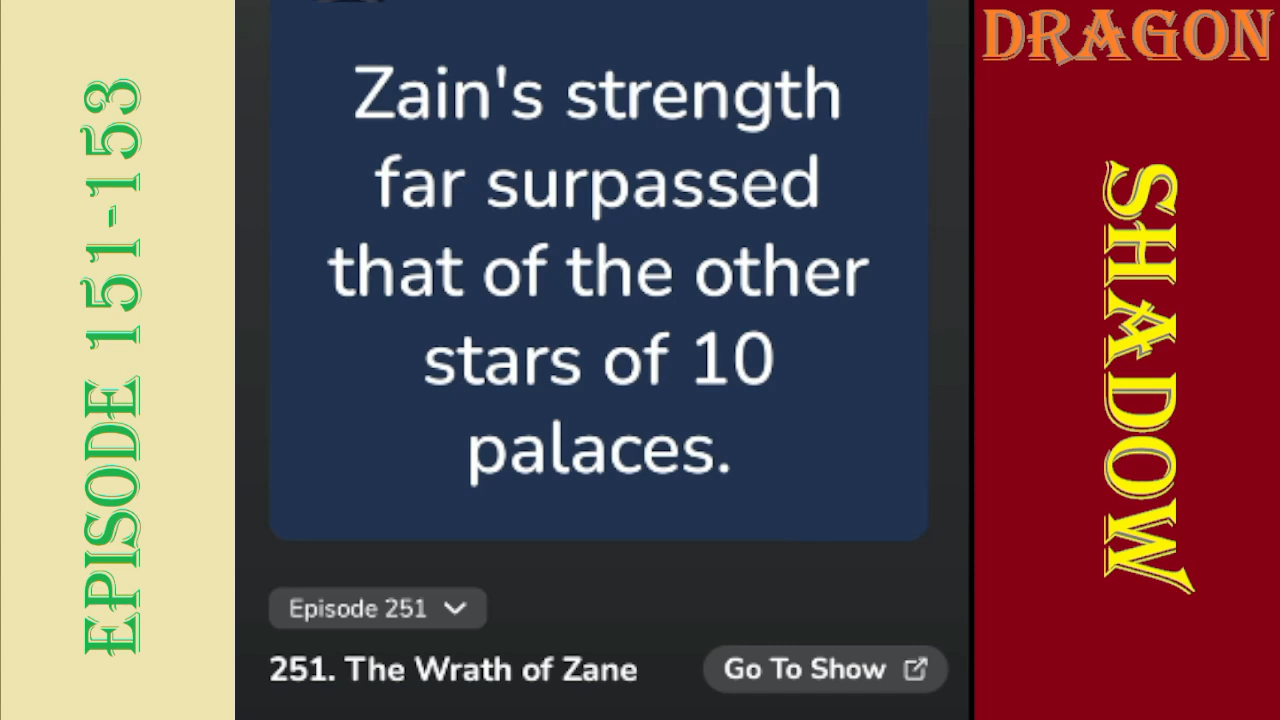 EPISODE 151-153
Zain's strength
far surpassed
that of the other
stars of 10
palaces.
Episode 251
251. The Wrath of Zane
Go To Show
DRAGON
SHADOW